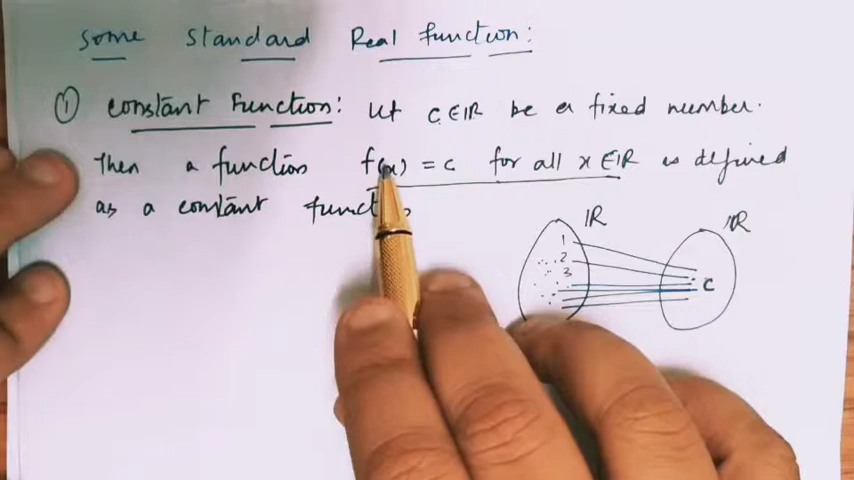 Some Standard Real function:
① Constant Function: Let C∈ℝ be a fixed number.
Then a function f(x) = c for all x∈ℝ is defined
as a constant
ℝ ℝ
1
2
3
C